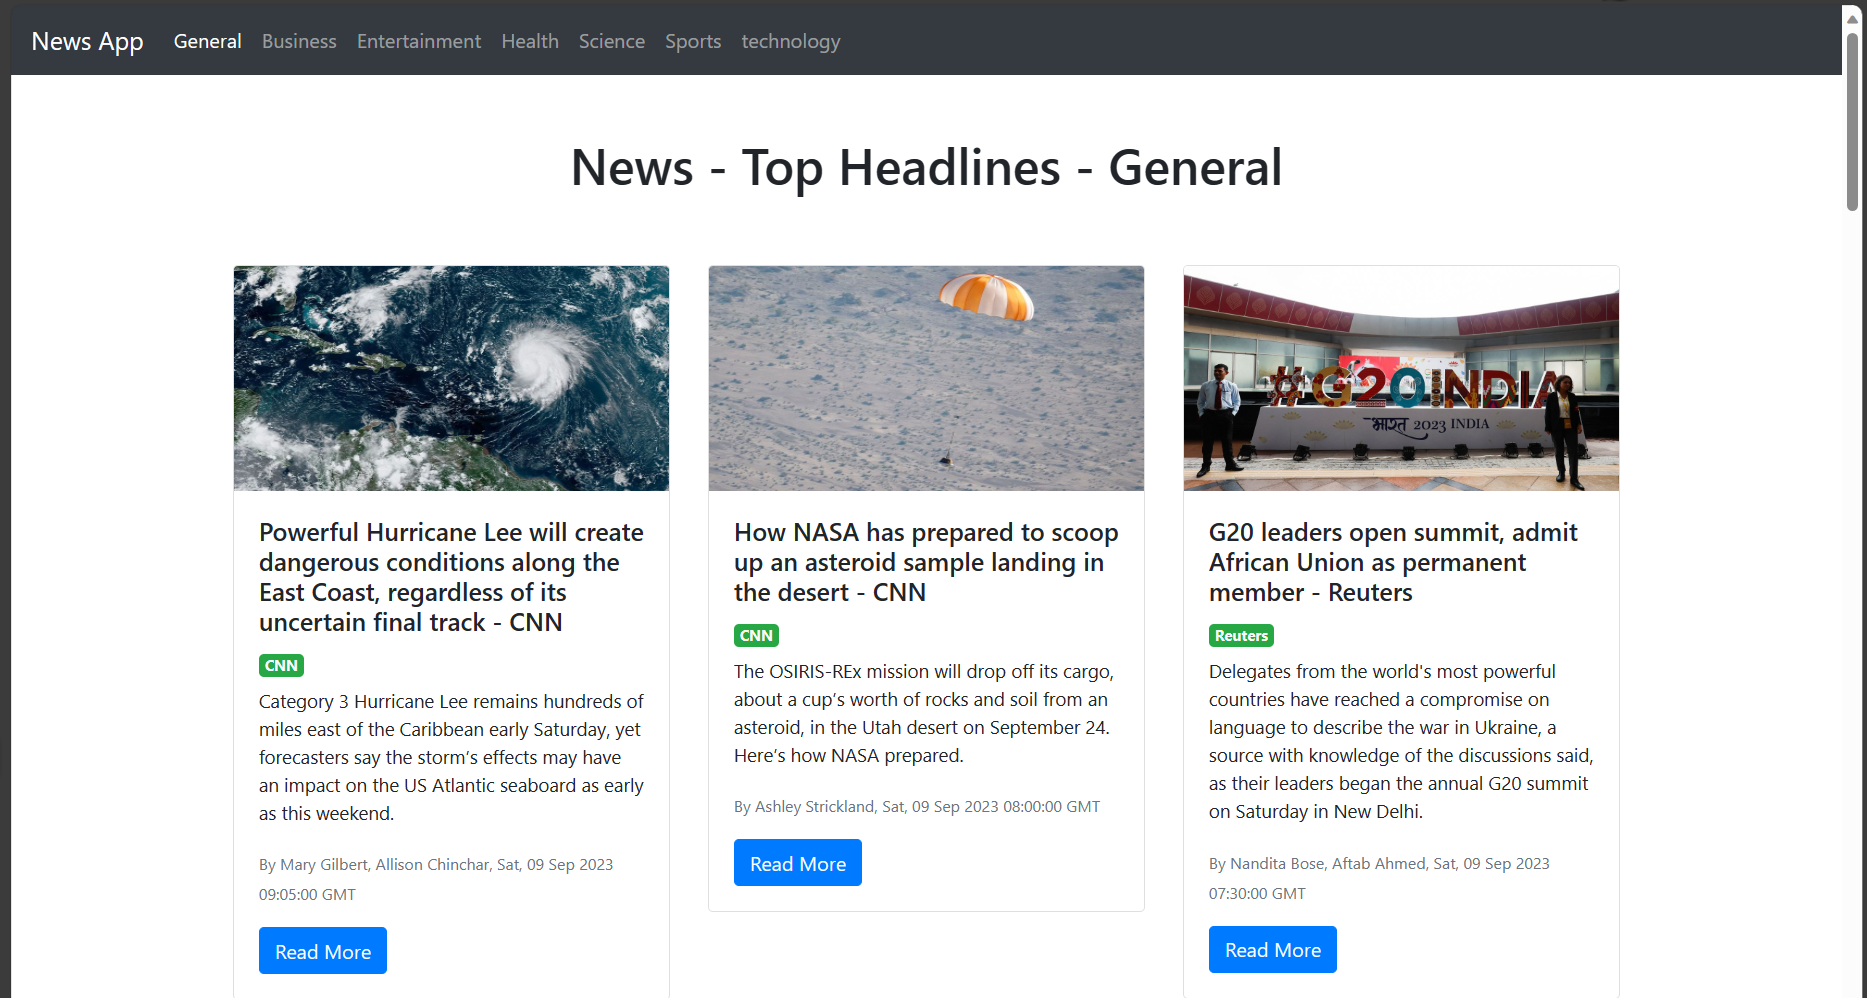 News App General Business Entertainment Health Science Sports technology
News - Top Headlines - General
#G20INDIA
भारत 2023 INDIA
Powerful Hurricane Lee will create
dangerous conditions along the
East Coast, regardless of its
uncertain final track - CNN
CNN
Category 3 Hurricane Lee remains hundreds of
miles east of the Caribbean early Saturday, yet
forecasters say the storm’s effects may have
an impact on the US Atlantic seaboard as early
as this weekend.
By Mary Gilbert, Allison Chinchar, Sat, 09 Sep 2023
09:05:00 GMT
Read More
How NASA has prepared to scoop
up an asteroid sample landing in
the desert - CNN
CNN
The OSIRIS-REx mission will drop off its cargo,
about a cup’s worth of rocks and soil from an
asteroid, in the Utah desert on September 24.
Here’s how NASA prepared.
By Ashley Strickland, Sat, 09 Sep 2023 08:00:00 GMT
Read More
G20 leaders open summit, admit
African Union as permanent
member - Reuters
Reuters
Delegates from the world's most powerful
countries have reached a compromise on
language to describe the war in Ukraine, a
source with knowledge of the discussions said,
as their leaders began the annual G20 summit
on Saturday in New Delhi.
By Nandita Bose, Aftab Ahmed, Sat, 09 Sep 2023
07:30:00 GMT
Read More